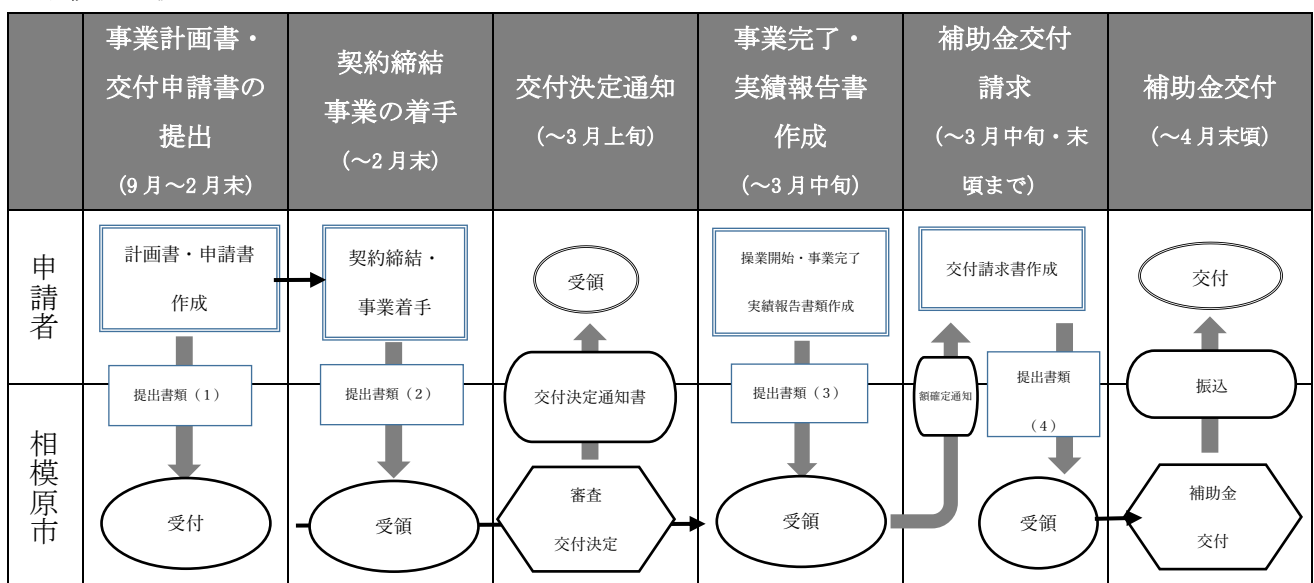 事業計画書・
交付申請書の
提出
(9月～2月末)
契約締結
事業の着手
(～2月末)
交付決定通知
(～3月上旬)
事業完了・
実績報告書
作成
(～3月中旬)
補助金交付
請求
(～3月中旬・末
頃まで)
補助金交付
(～4月末頃)
申請者
計画書・申請書
作成
契約締結・
事業着手
受領
操業開始・事業完了
実績報告書類作成
交付請求書作成
交付
提出書類（1）
提出書類（2）
交付決定通知書
提出書類（3）
額確定通知
提出書類
（4）
振込
相模原市
受付
受領
審査
交付決定
受領
受領
補助金
交付